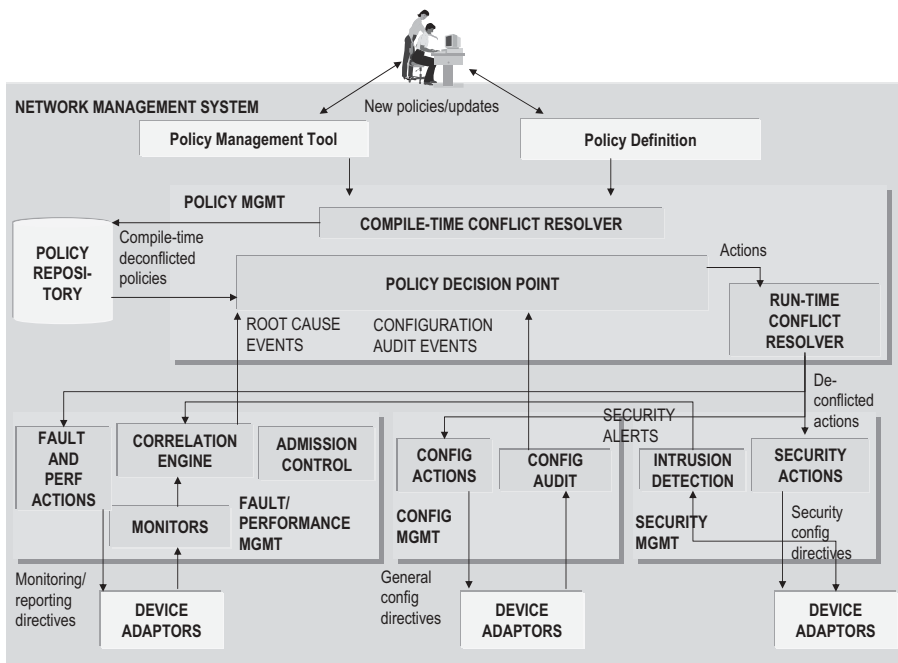 NETWORK MANAGEMENT SYSTEM
New policies/updates
Policy Management Tool
Policy Definition
POLICY MGMT
COMPILE-TIME CONFLICT RESOLVER
POLICY
REPOSI-
TORY
Compile-time
deconflicted
policies
POLICY DECISION POINT
Actions
RUN-TIME
CONFLICT
RESOLVER
ROOT CAUSE
EVENTS
CONFIGURATION
AUDIT EVENTS
De-
conflicted
actions
SECURITY
ALERTS
FAULT
AND
PERF
ACTIONS
CORRELATION
ENGINE
ADMISSION
CONTROL
MONITORS
FAULT/
PERFORMANCE
MGMT
CONFIG
ACTIONS
CONFIG
AUDIT
CONFIG
MGMT
INTRUSION
DETECTION
SECURITY
ACTIONS
SECURITY
MGMT
Security
config
directives
Monitoring/
reporting
directives
DEVICE
ADAPTORS
General
config
directives
DEVICE
ADAPTORS
DEVICE
ADAPTORS